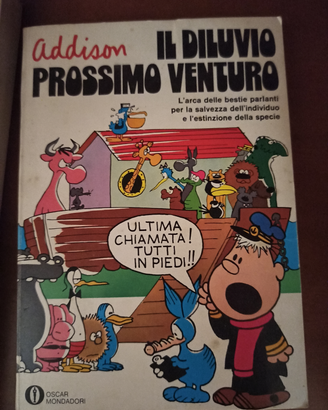 addison IL DILUVIO
PROSSIMO VENTURO
L'arca delle bestie parlanti
per la salvezza dell'individuo
e l'estinzione della specie
ULTIMA
CHIAMATA!
TUTTI
IN PIEDI!!
OSCAR
MONDADORI